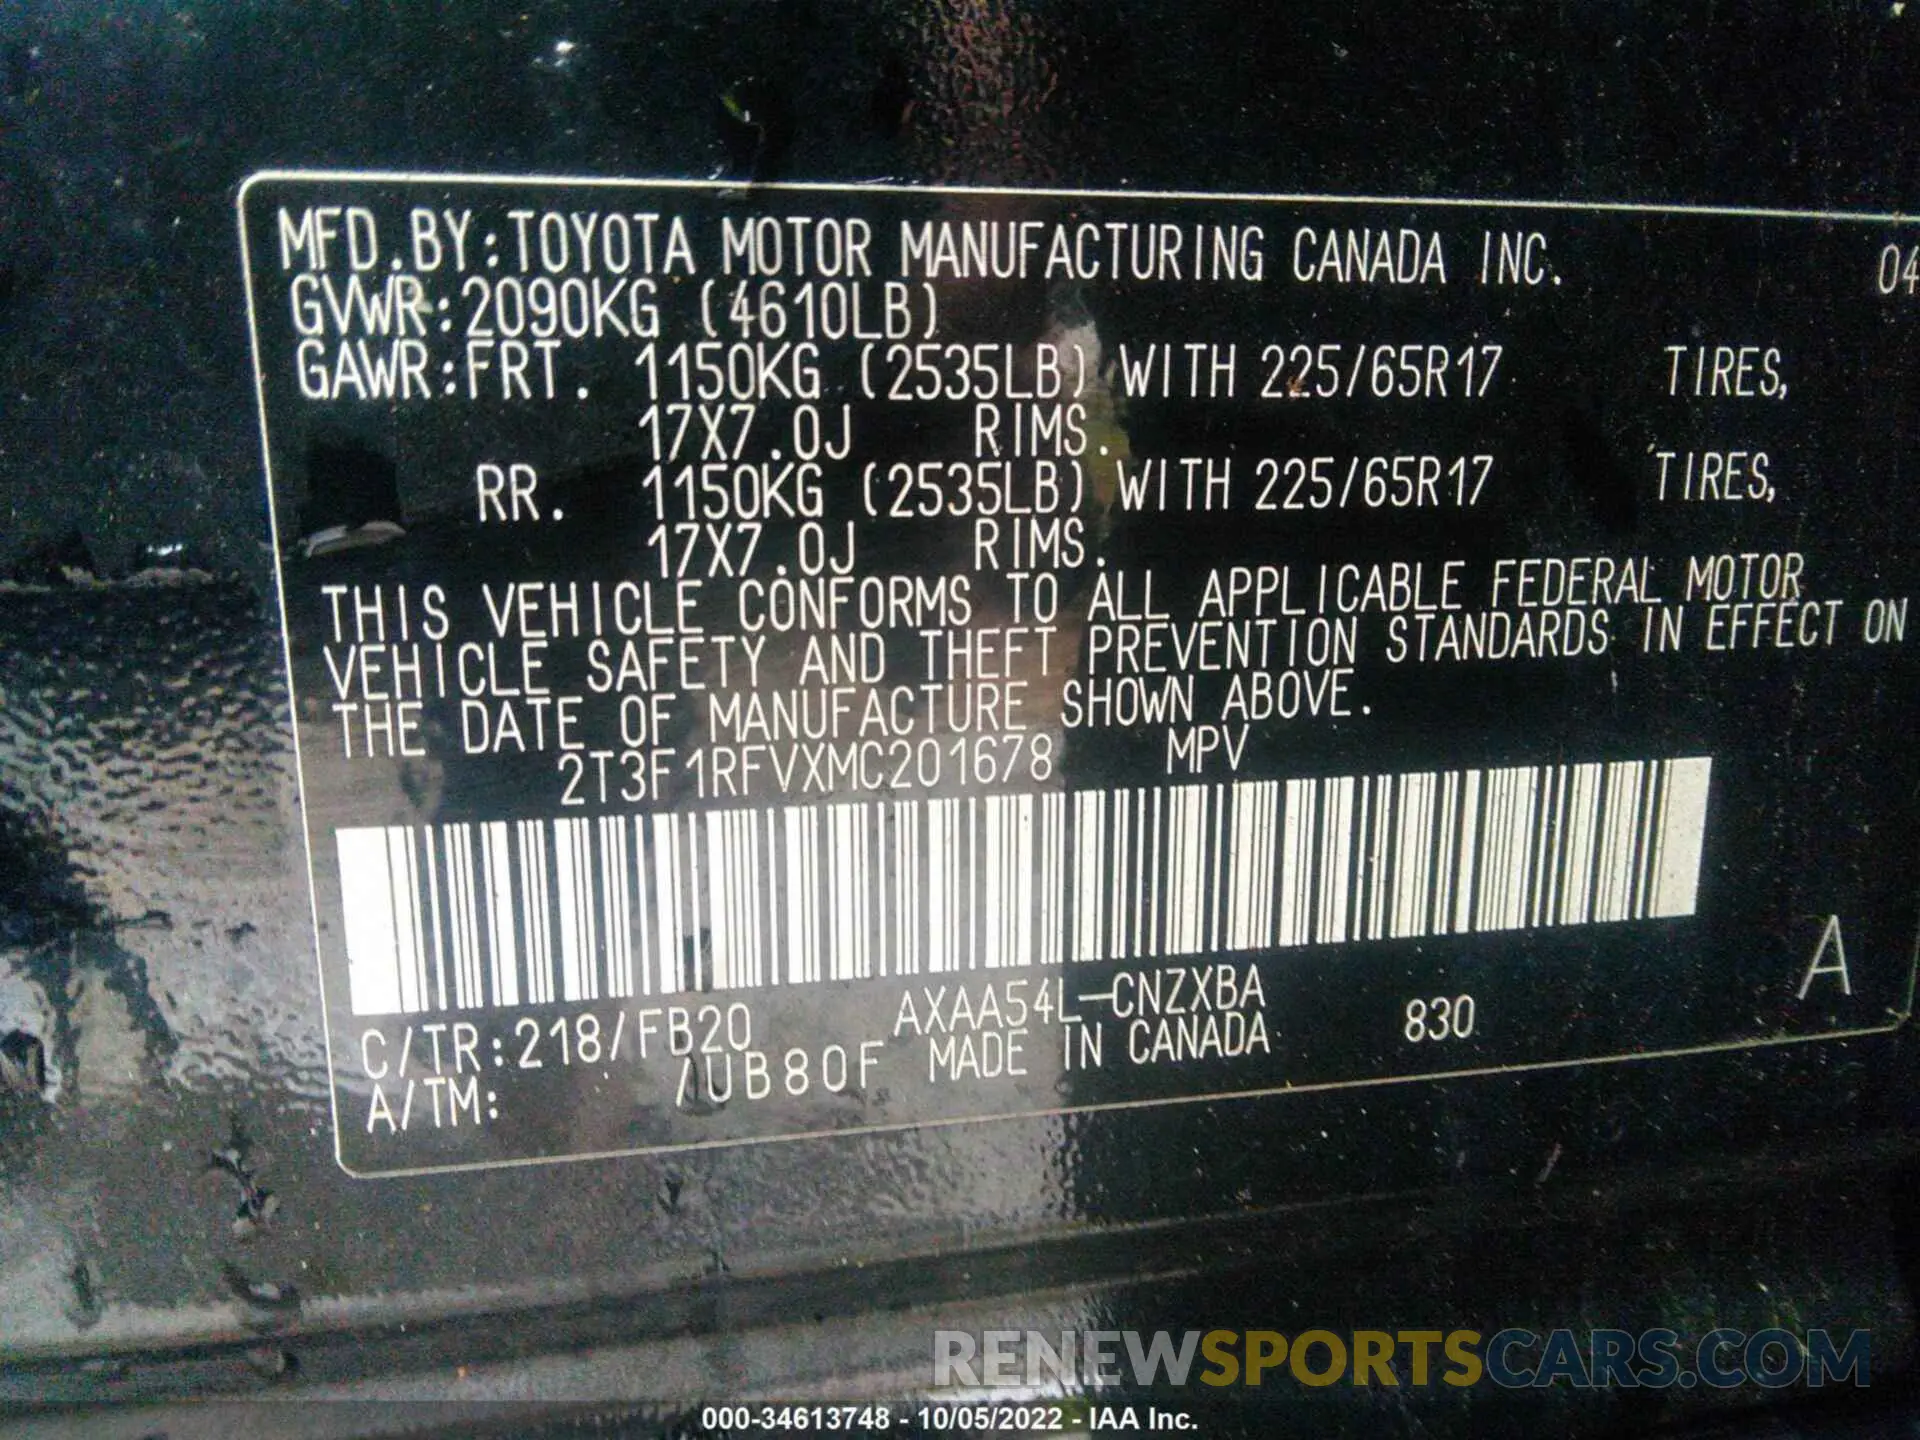 MFD.BY:TOYOTA MOTOR MANUFACTURING CANADA INC. 04
GVWR:2090KG (4610LB)
GAWR:FRT. 1150KG (2535LB) WITH 225/65R17 TIRES,
17X7.0J RIMS.
RR. 1150KG (2535LB) WITH 225/65R17 TIRES,
17X7.0J RIMS.
THIS VEHICLE CONFORMS TO ALL APPLICABLE FEDERAL MOTOR
VEHICLE SAFETY AND THEFT PREVENTION STANDARDS IN EFFECT ON
THE DATE OF MANUFACTURE SHOWN ABOVE.
2T3F1RFVXMC201678 MPV
A
C/TR:218/FB20 AXAA54L-CNZXBA 830
A/TM: /UB80F MADE IN CANADA
RENEWSPORTSCARS.COM
000-34613748 - 10/05/2022 - IAA Inc.